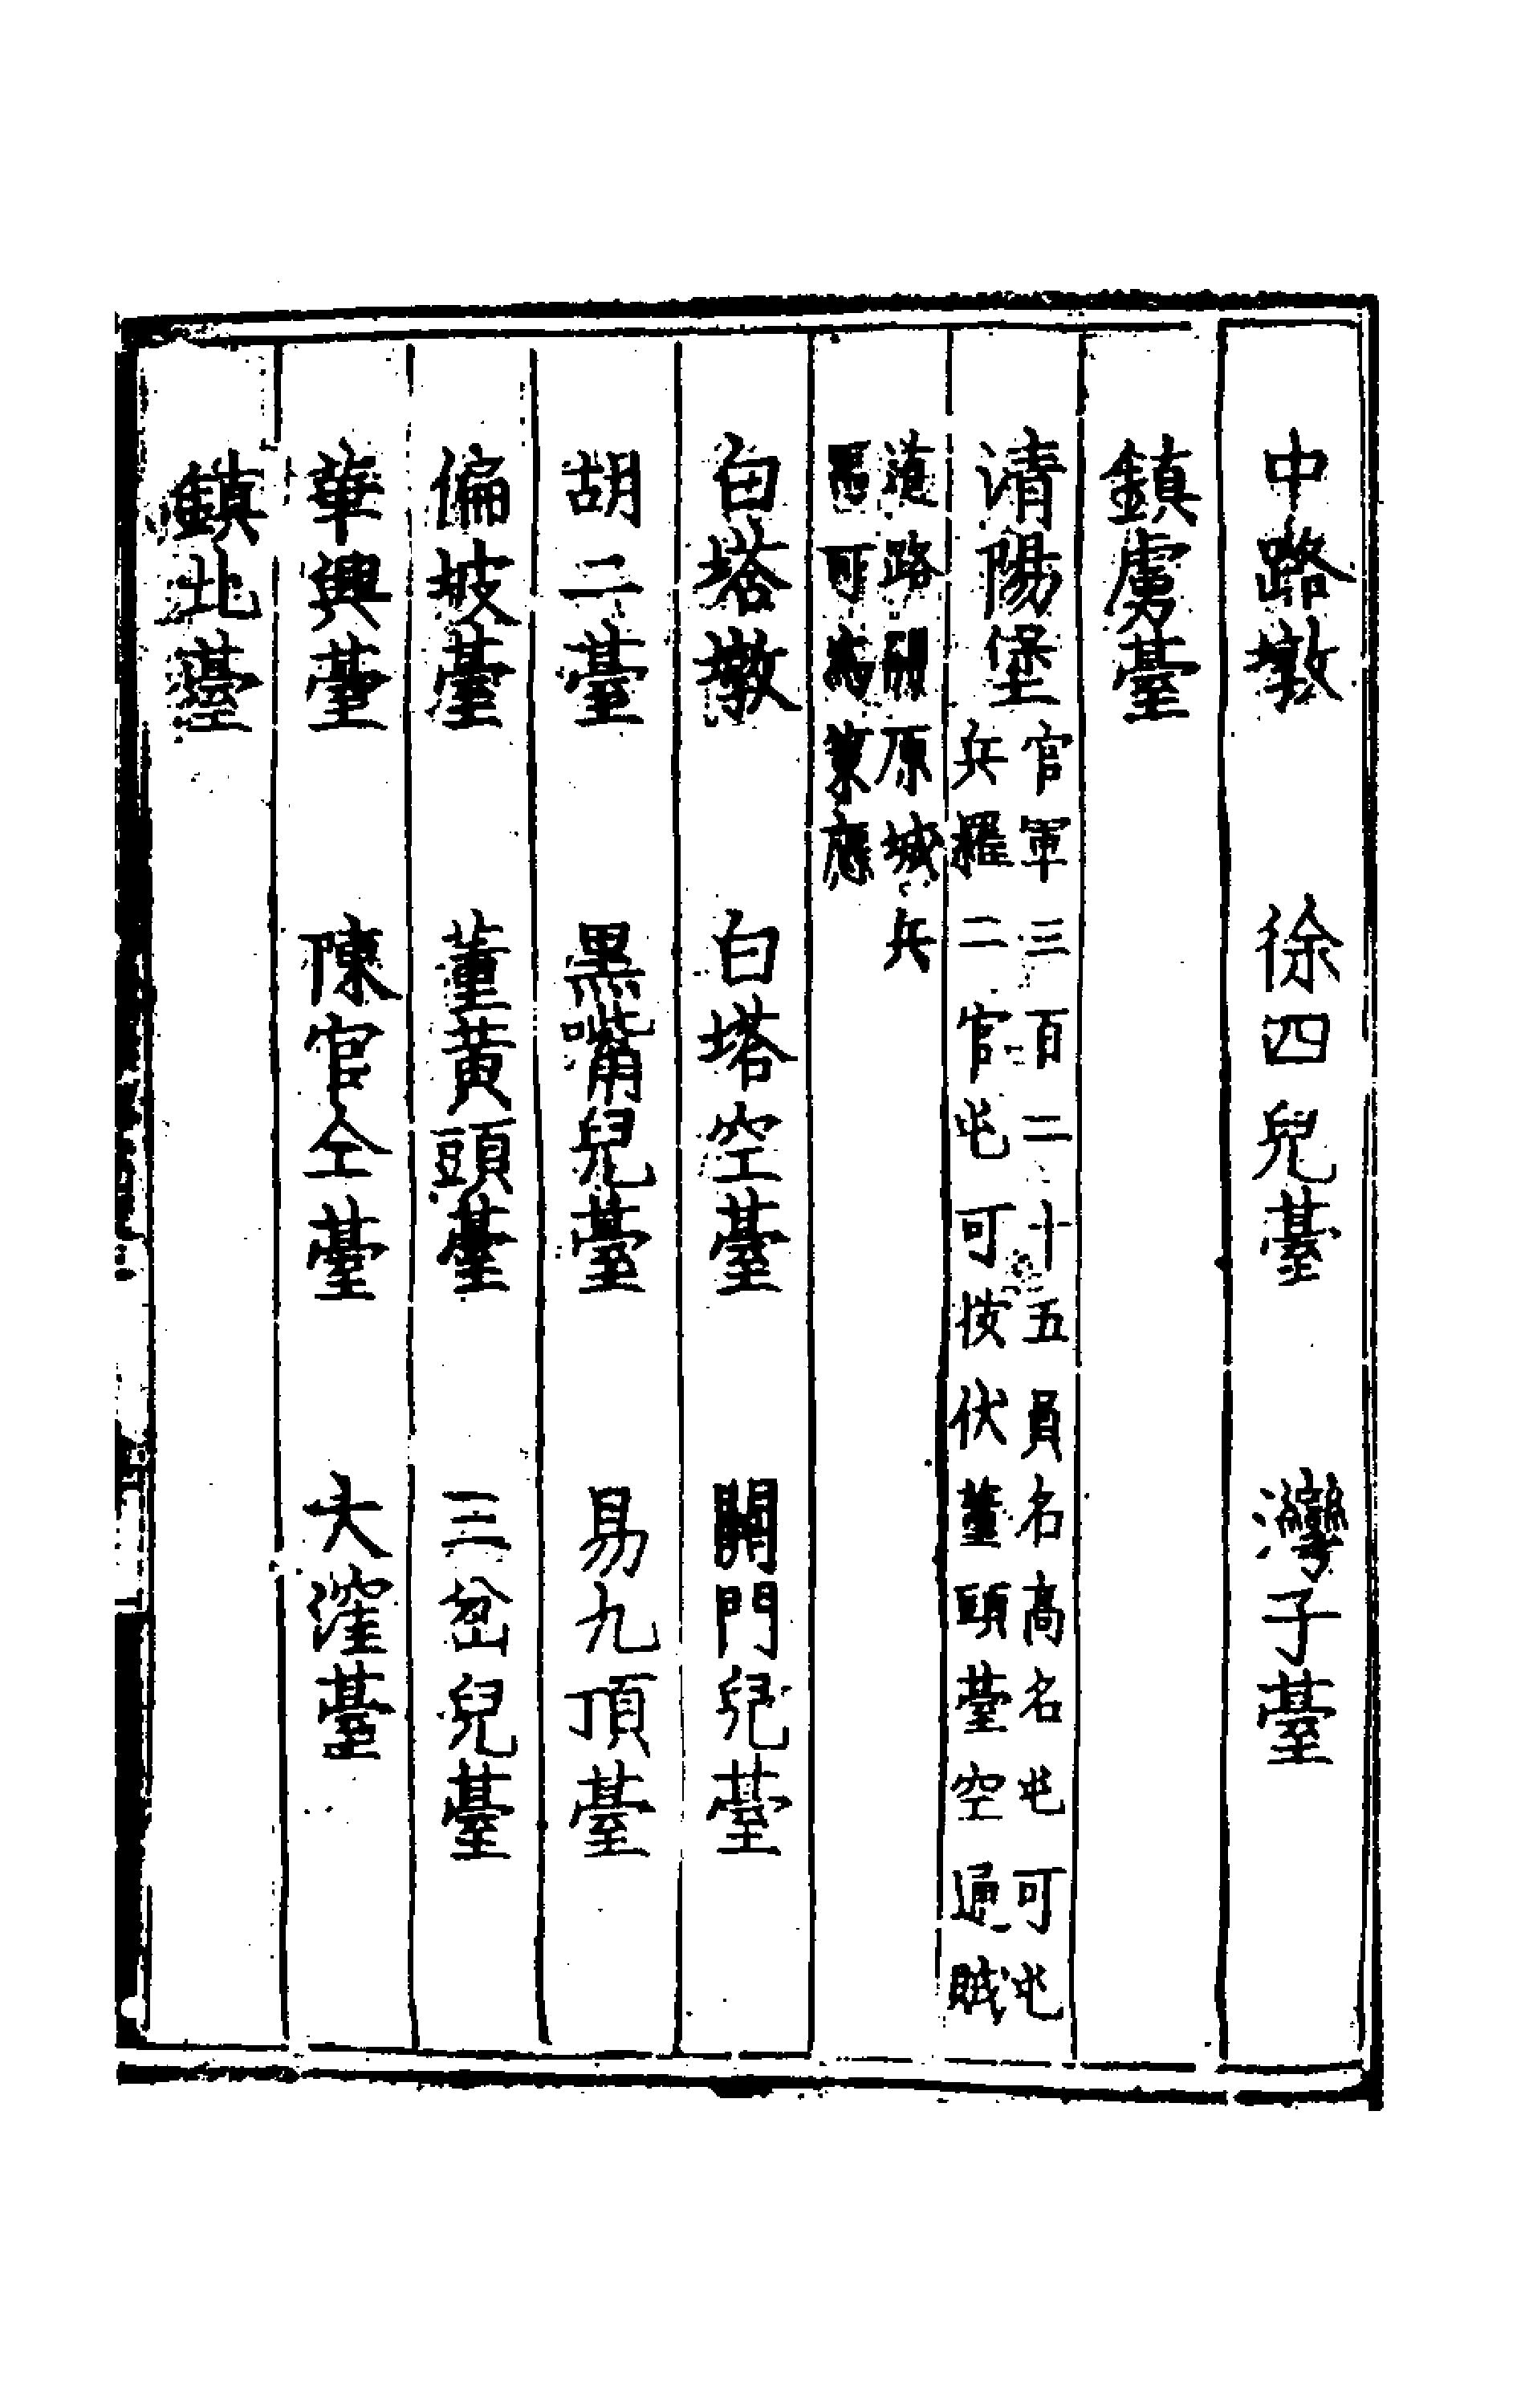 中路墩　徐四兒臺　灣子臺
鎮虜臺
清陽堡
官軍三百二十五員名高名屯可屯
兵羅二官屯可按伏董頭臺空通賊
道路開原城兵
馬可為策應
白塔墩　白塔空臺　開門兒臺
胡二臺　黑嘴兒臺　易九頂臺
偏坡臺　董黃頭臺　三岔兒臺
華興臺　陳官仝臺　大窪臺
鎮北臺